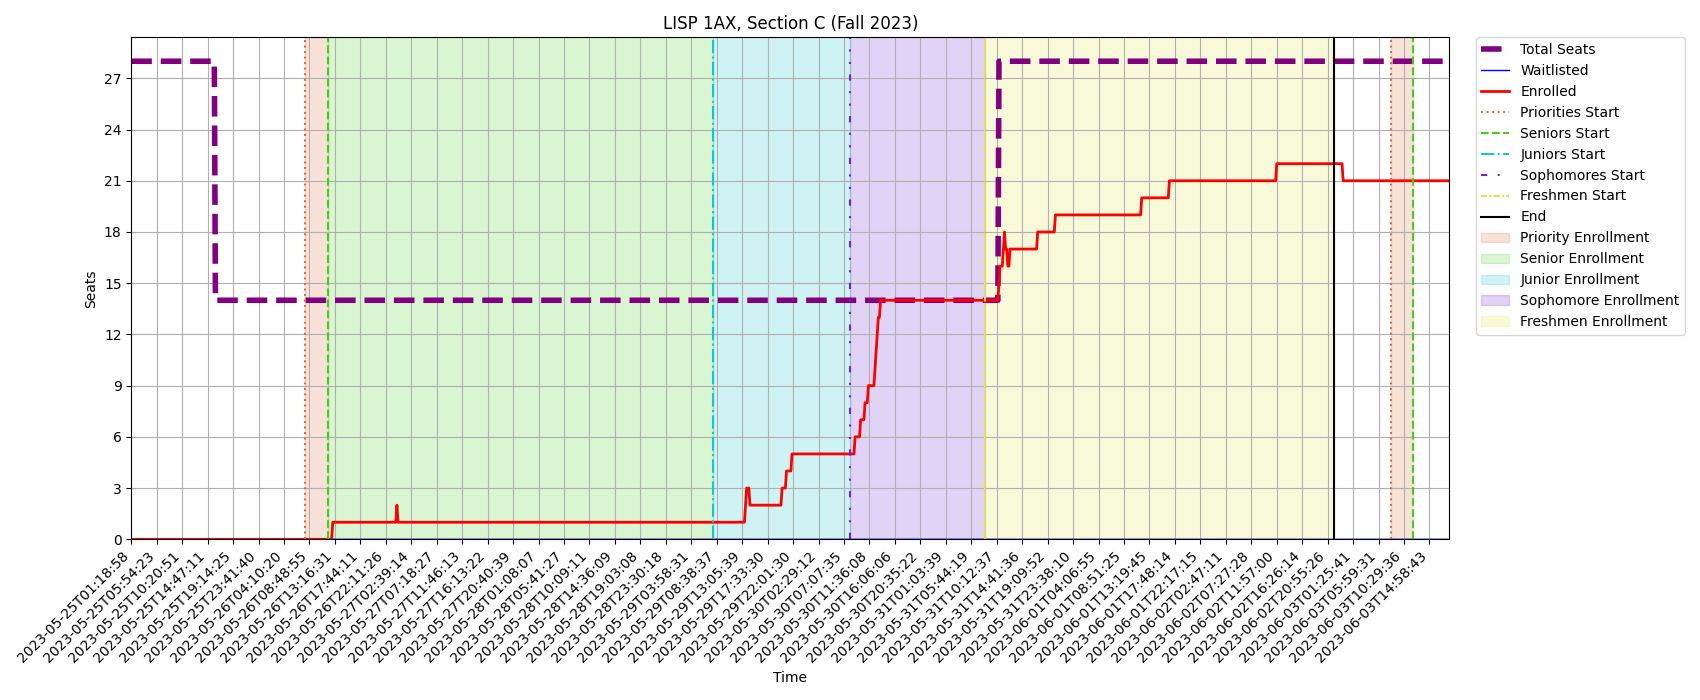 LISP 1AX, Section C (Fall 2023)
Seats
27
24
21
18
15
12
9
6
3
0
2023-05-25T01:18:58
2023-05-25T05:54:23
2023-05-25T10:20:51
2023-05-25T14:47:11
2023-05-25T19:14:25
2023-05-25T23:41:40
2023-05-26T04:10:20
2023-05-26T08:48:55
2023-05-26T13:16:31
2023-05-26T17:44:11
2023-05-26T22:11:26
2023-05-27T02:39:14
2023-05-27T07:18:27
2023-05-27T11:46:13
2023-05-27T16:13:22
2023-05-27T20:40:39
2023-05-28T01:08:07
2023-05-28T05:41:27
2023-05-28T10:09:11
2023-05-28T14:36:09
2023-05-28T19:03:08
2023-05-28T23:30:18
2023-05-29T03:58:31
2023-05-29T08:38:37
2023-05-29T13:05:39
2023-05-29T17:33:30
2023-05-29T22:01:30
2023-05-30T02:29:12
2023-05-30T07:07:35
2023-05-30T11:36:08
2023-05-30T16:06:06
2023-05-30T20:35:22
2023-05-31T01:03:39
2023-05-31T05:44:19
2023-05-31T10:12:37
2023-05-31T14:41:36
2023-05-31T19:09:52
2023-05-31T23:38:10
2023-06-01T04:06:55
2023-06-01T08:51:25
2023-06-01T13:19:45
2023-06-01T17:48:14
2023-06-01T22:17:15
2023-06-02T02:47:11
2023-06-02T07:27:28
2023-06-02T11:57:00
2023-06-02T16:26:14
2023-06-02T20:55:26
2023-06-03T01:25:41
2023-06-03T05:59:31
2023-06-03T10:29:36
2023-06-03T14:58:43
Time
Total Seats
Waitlisted
Enrolled
Priorities Start
Seniors Start
Juniors Start
Sophomores Start
Freshmen Start
End
Priority Enrollment
Senior Enrollment
Junior Enrollment
Sophomore Enrollment
Freshmen Enrollment